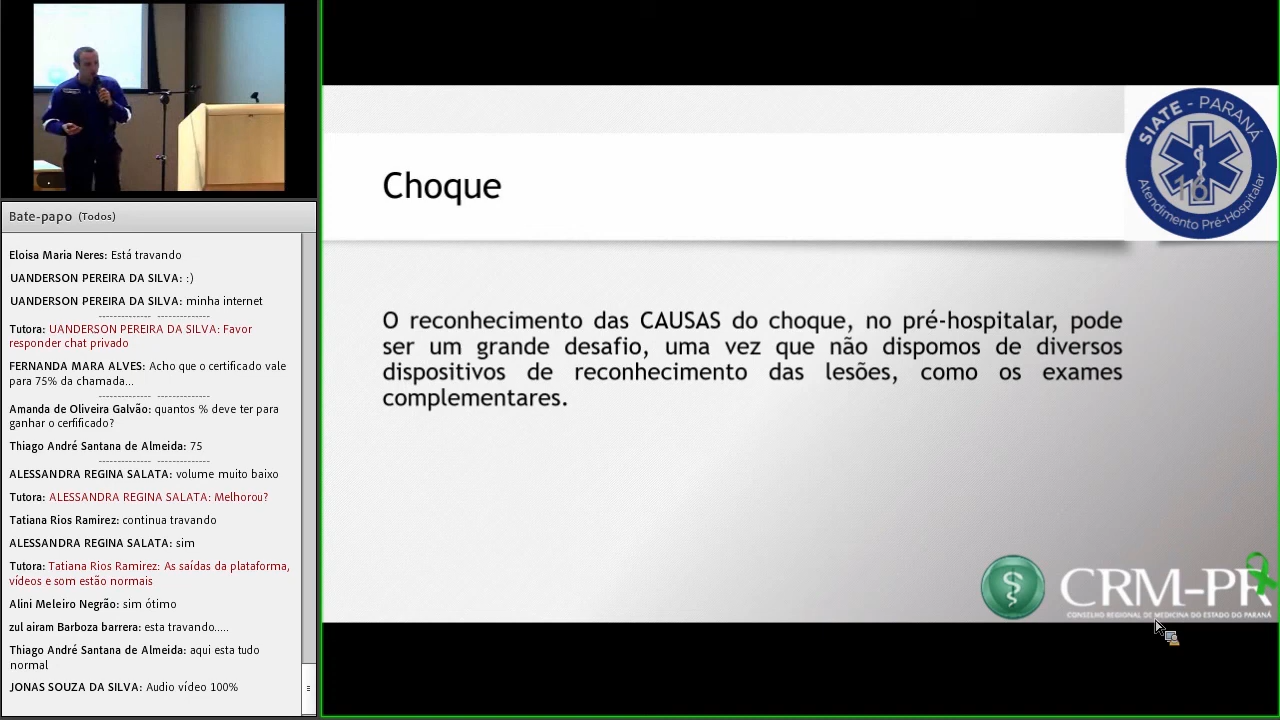 Bate-papo (Todos)
Eloisa Maria Neres: Está travando
UANDERSON PEREIRA DA SILVA: :)
UANDERSON PEREIRA DA SILVA: minha internet
-------------- --------------
Tutora: UANDERSON PEREIRA DA SILVA: Favor
responder chat privado
FERNANDA MARA ALVES: Acho que o certificado vale
para 75% da chamada...
-------------- --------------
Amanda de Oliveira Galvão: quantos % deve ter para
ganhar o cerfificado?
Thiago André Santana de Almeida: 75
-------------- --------------
ALESSANDRA REGINA SALATA: volume muito baixo
Tutora: ALESSANDRA REGINA SALATA: Melhorou?
Tatiana Rios Ramirez: continua travando
ALESSANDRA REGINA SALATA: sim
Tutora: Tatiana Rios Ramirez: As saídas da plataforma,
vídeos e som estão normais
Alini Meleiro Negrão: sim ótimo
zul airam Barboza barrera: esta travando.....
Thiago André Santana de Almeida: aqui esta tudo
normal
JONAS SOUZA DA SILVA: Audio vídeo 100%
Choque
SIATE - PARANÁ
16
Atendimento Pré-Hospitalar
O reconhecimento das CAUSAS do choque, no pré-hospitalar, pode
ser um grande desafio, uma vez que não dispomos de diversos
dispositivos de reconhecimento das lesões, como os exames
complementares.
CRM-PR
CONSELHO REGIONAL DE MEDICINA DO ESTADO DO PARANÁ